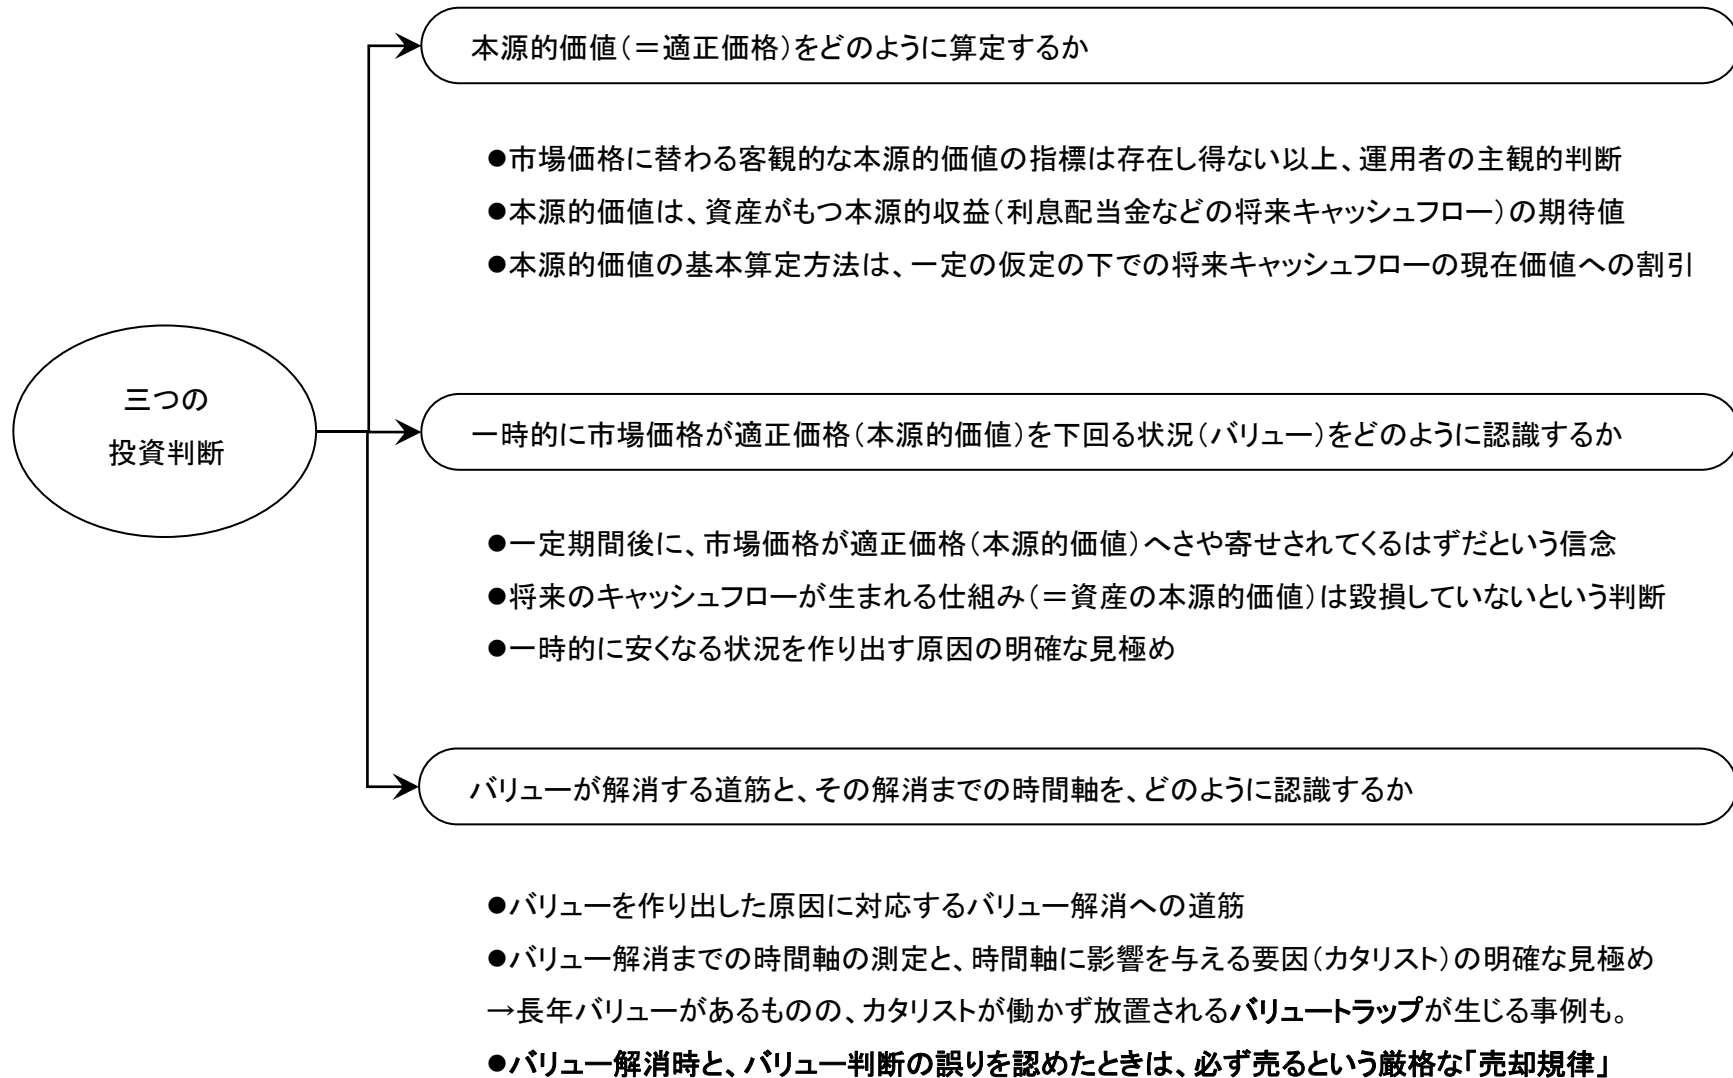 本源的価値（＝適正価格）をどのように算定するか
●市場価格に替わる客観的な本源的価値の指標は存在し得ない以上、運用者の主観的判断
●本源的価値は、資産がもつ本源的収益（利息配当金などの将来キャッシュフロー）の期待値
●本源的価値の基本算定方法は、一定の仮定の下での将来キャッシュフローの現在価値への割引
三つの
投資判断
一時的に市場価格が適正価格（本源的価値）を下回る状況（バリュー）をどのように認識するか
●一定期間後に、市場価格が適正価格（本源的価値）へさや寄せされてくるはずだという信念
●将来のキャッシュフローが生まれる仕組み（＝資産の本源的価値）は毀損していないという判断
●一時的に安くなる状況を作り出す原因の明確な見極め
バリューが解消する道筋と、その解消までの時間軸を、どのように認識するか
●バリューを作り出した原因に対応するバリュー解消への道筋
●バリュー解消までの時間軸の測定と、時間軸に影響を与える要因（カタリスト）の明確な見極め
→長年バリューがあるものの、カタリストが働かず放置されるバリュートラップが生じる事例も。
●バリュー解消時と、バリュー判断の誤りを認めたときは、必ず売るという厳格な「売却規律」